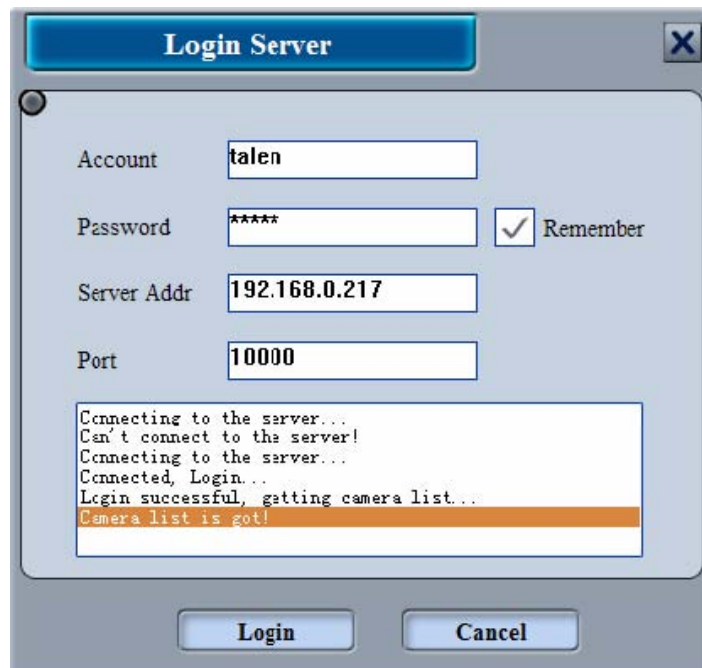 Login Server
Account talen
Password ***** Remember
Server Addr 192.168.0.217
Port 10000
Connecting to the server...
Can't connect to the server!
Connecting to the server...
Connected, Login...
Login successful, getting camera list...
Camera list is got!
Login Cancel